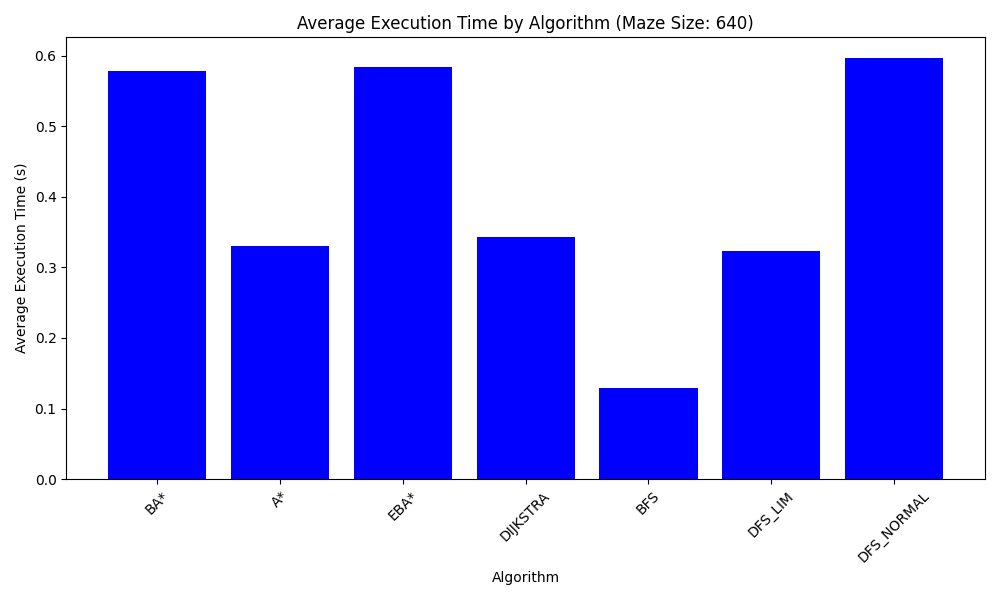 Average Execution Time by Algorithm (Maze Size: 640)
Average Execution Time (s)
0.6
0.5
0.4
0.3
0.2
0.1
0.0
BA*
A*
EBA*
DIJKSTRA
BFS
DFS_LIM
DFS_NORMAL
Algorithm